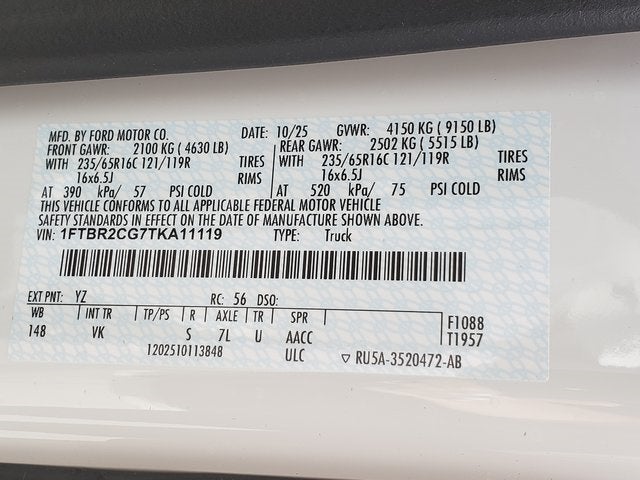 MFD. BY FORD MOTOR CO. DATE: 10/25 GVWR: 4150 KG ( 9150 LB)
FRONT GAWR: 2100 KG ( 4630 LB) REAR GAWR: 2502 KG ( 5515 LB)
WITH 235/65R16C 121/119R TIRES WITH 235/65R16C 121/119R TIRES
16x6.5J RIMS 16x6.5J RIMS
AT 390 kPa/ 57 PSI COLD AT 520 kPa/ 75 PSI COLD
THIS VEHICLE CONFORMS TO ALL APPLICABLE FEDERAL MOTOR VEHICLE
SAFETY STANDARDS IN EFFECT ON THE DATE OF MANUFACTURE SHOWN ABOVE.
VIN: 1FTBR2CG7TKA11119 TYPE: Truck
EXT PNT: YZ RC: 56 DSO:
WB INT TR TP/PS R AXLE TR SPR F1088
148 VK S 7L U AACC T1957
1202510113848 ULC ▽ RU5A-3520472-AB